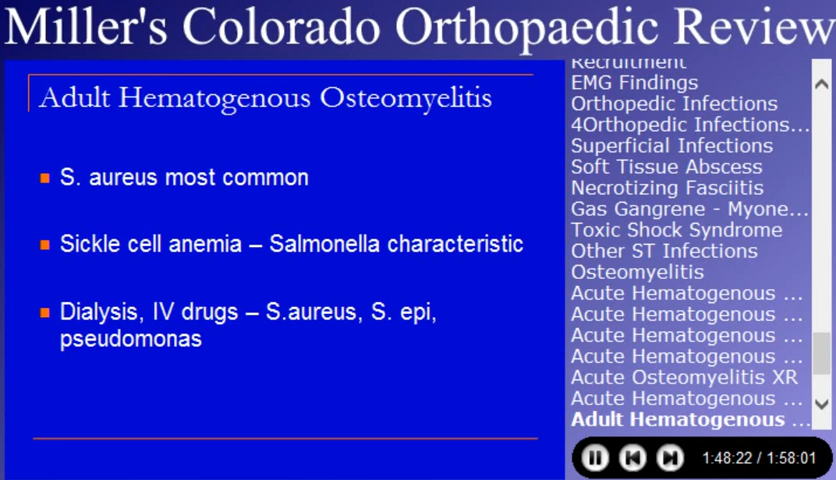 Miller's Colorado Orthopaedic Review
Adult Hematogenous Osteomyelitis
S. aureus most common
Sickle cell anemia – Salmonella characteristic
Dialysis, IV drugs – S.aureus, S. epi,
pseudomonas
Recruitment
EMG Findings
Orthopedic Infections
4Orthopedic Infections...
Superficial Infections
Soft Tissue Abscess
Necrotizing Fasciitis
Gas Gangrene - Myone...
Toxic Shock Syndrome
Other ST Infections
Osteomyelitis
Acute Hematogenous ...
Acute Hematogenous ...
Acute Hematogenous ...
Acute Hematogenous ...
Acute Osteomyelitis XR
Acute Hematogenous ...
Adult Hematogenous ...
1:48:22 / 1:58:01